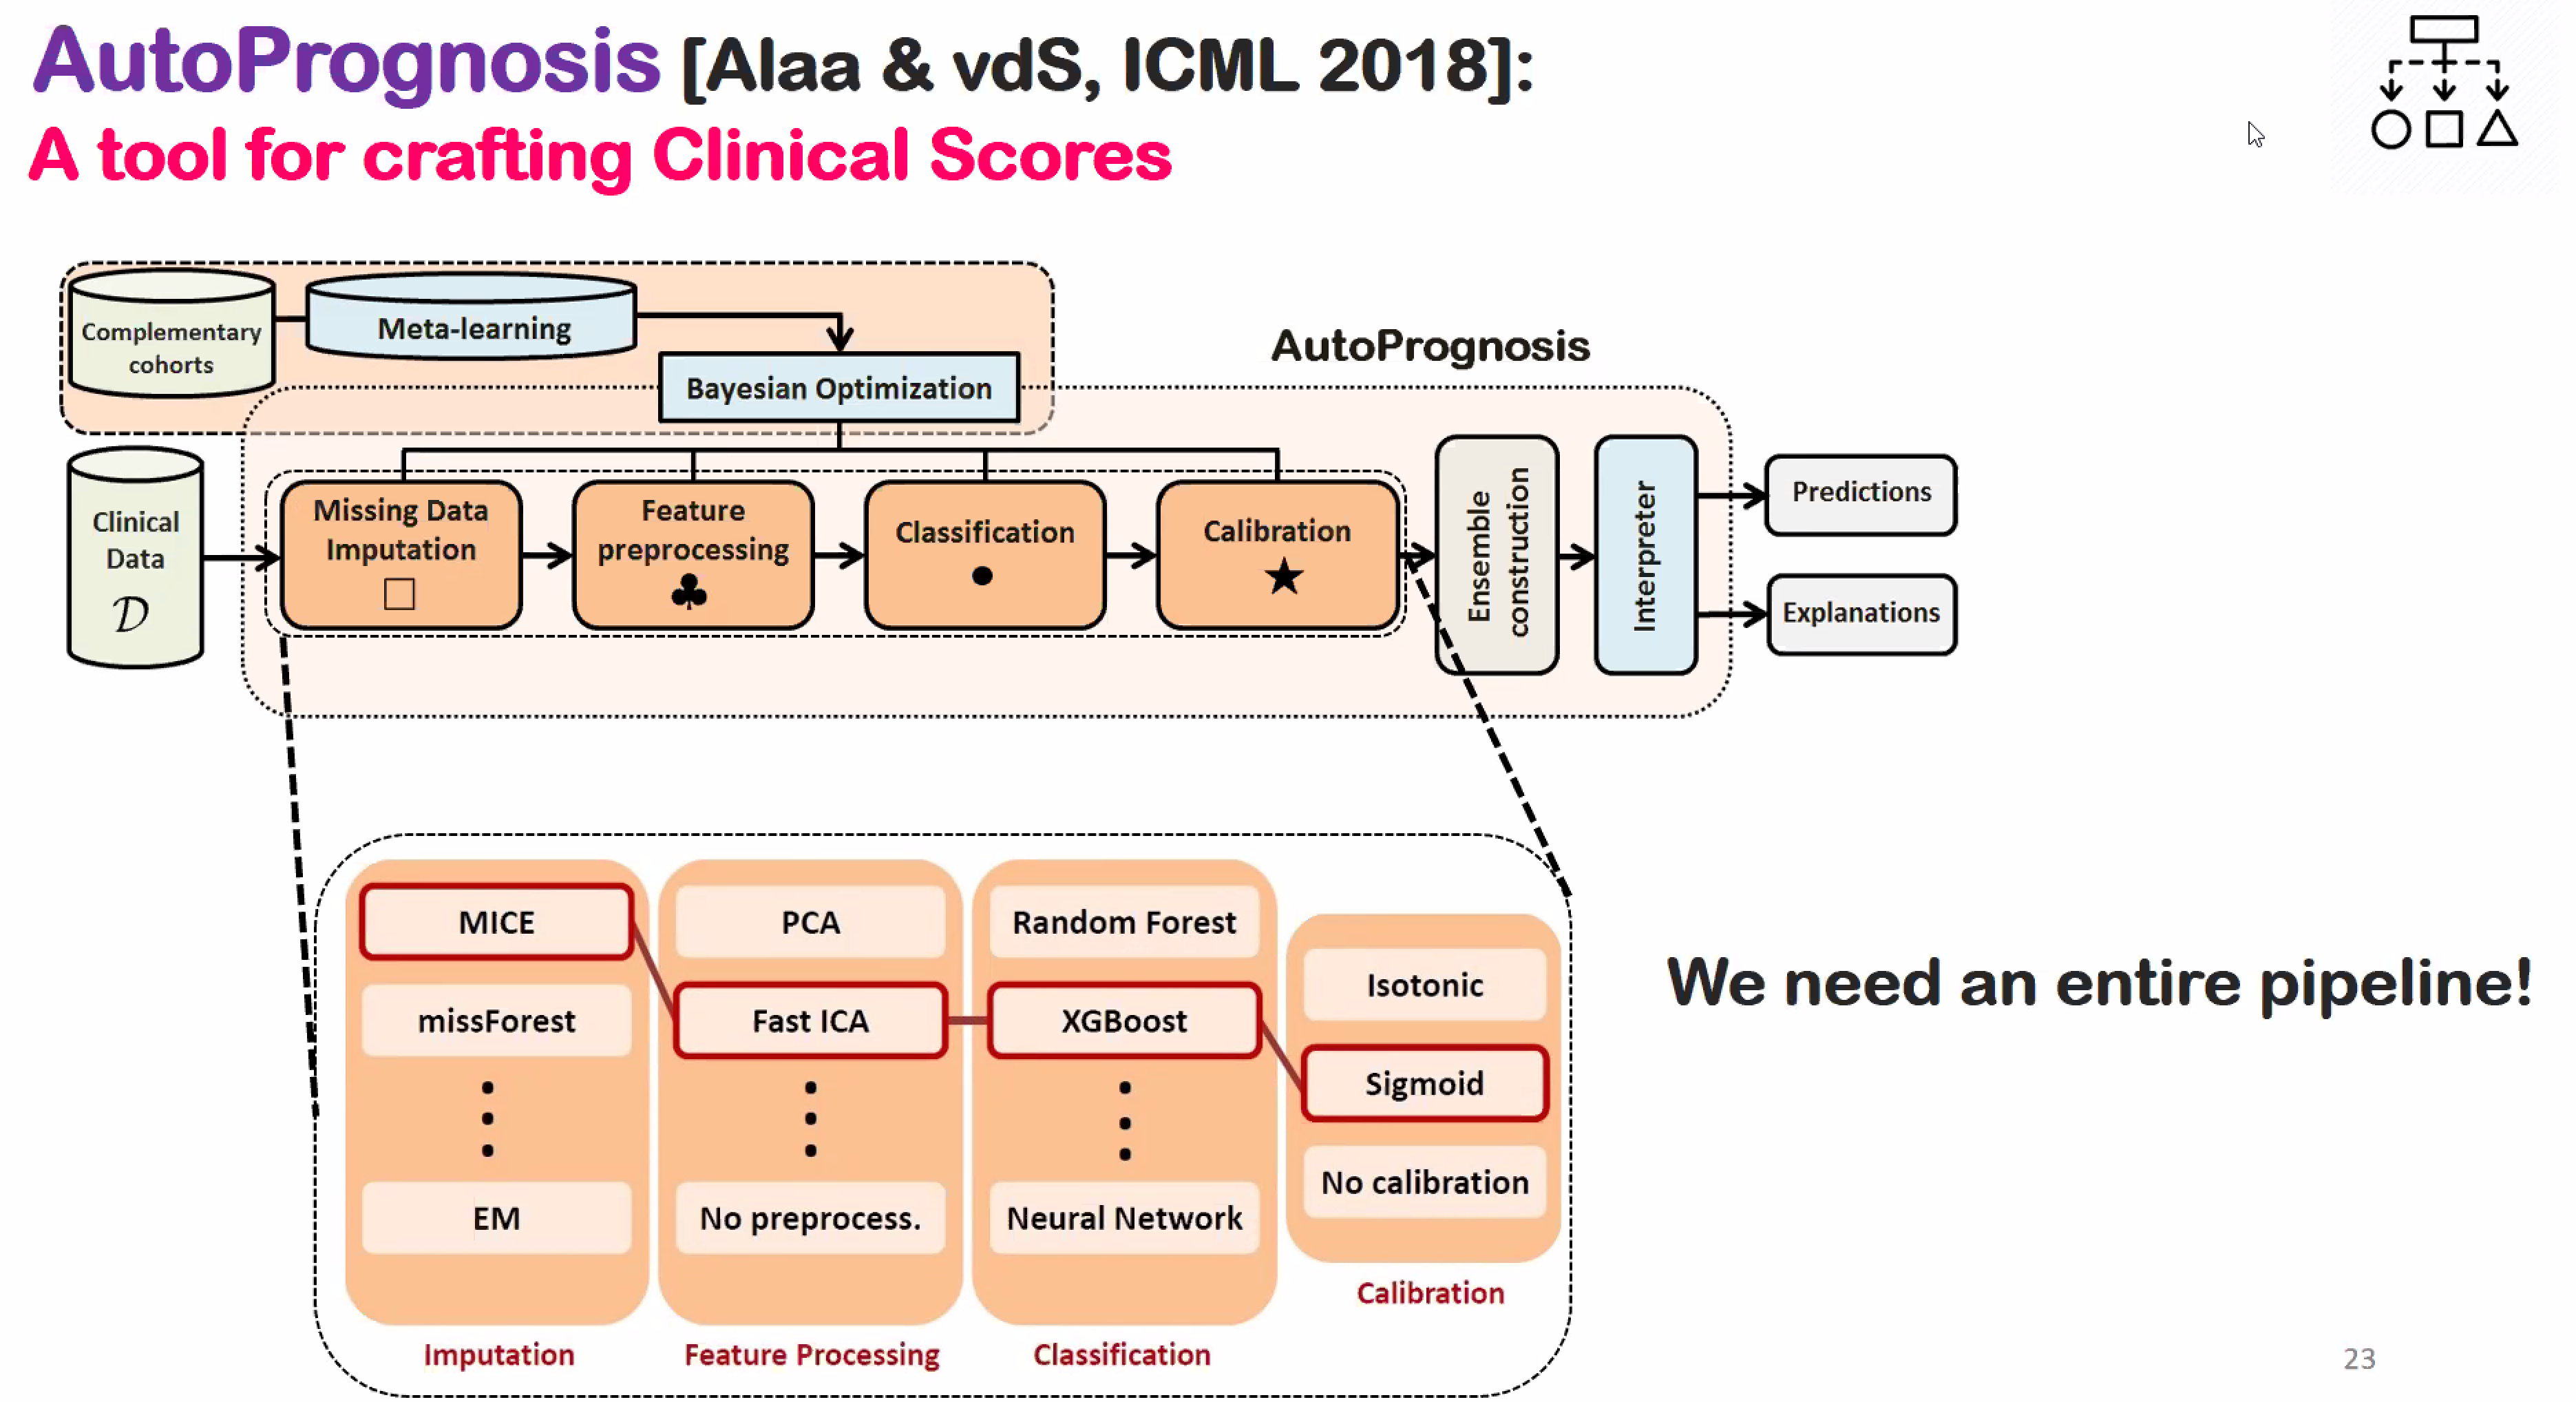 AutoPrognosis [Alaa & vdS, ICML 2018]:
A tool for crafting Clinical Scores
Complementary
cohorts
Meta-learning
Bayesian Optimization
AutoPrognosis
Clinical
Data
𝒟
Missing Data
Imputation
Feature
preprocessing
Classification
Calibration
Ensemble
construction
Interpreter
Predictions
Explanations
MICE
missForest
EM
Imputation
PCA
Fast ICA
No preprocess.
Feature Processing
Random Forest
XGBoost
Neural Network
Classification
Isotonic
Sigmoid
No calibration
Calibration
We need an entire pipeline!
23